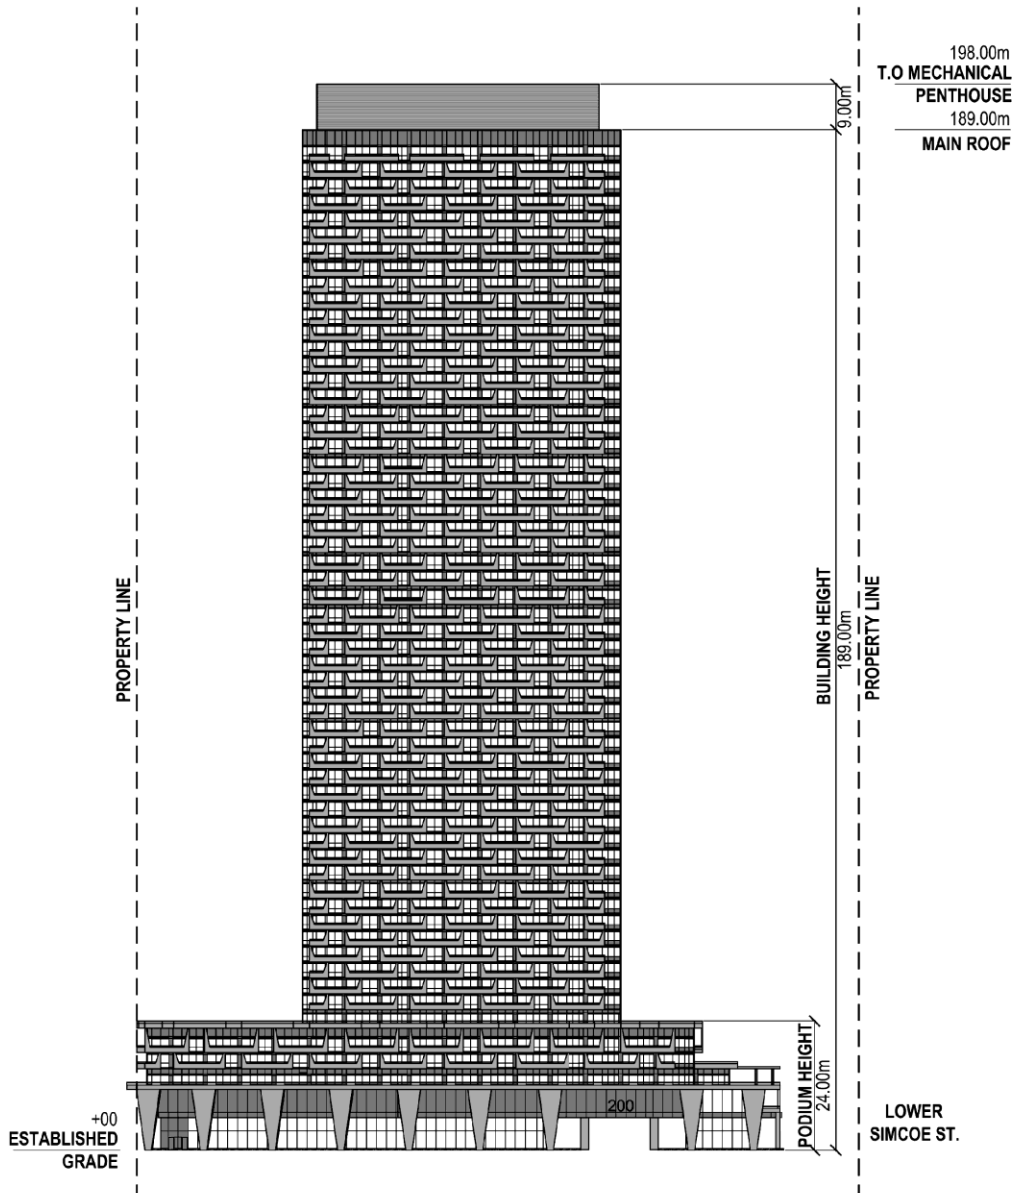 198.00m
T.O MECHANICAL
PENTHOUSE
189.00m
MAIN ROOF
9.00m
PROPERTY LINE
BUILDING HEIGHT
189.00m
PROPERTY LINE
PODIUM HEIGHT
24.00m
200
+00
ESTABLISHED
GRADE
LOWER
SIMCOE ST.